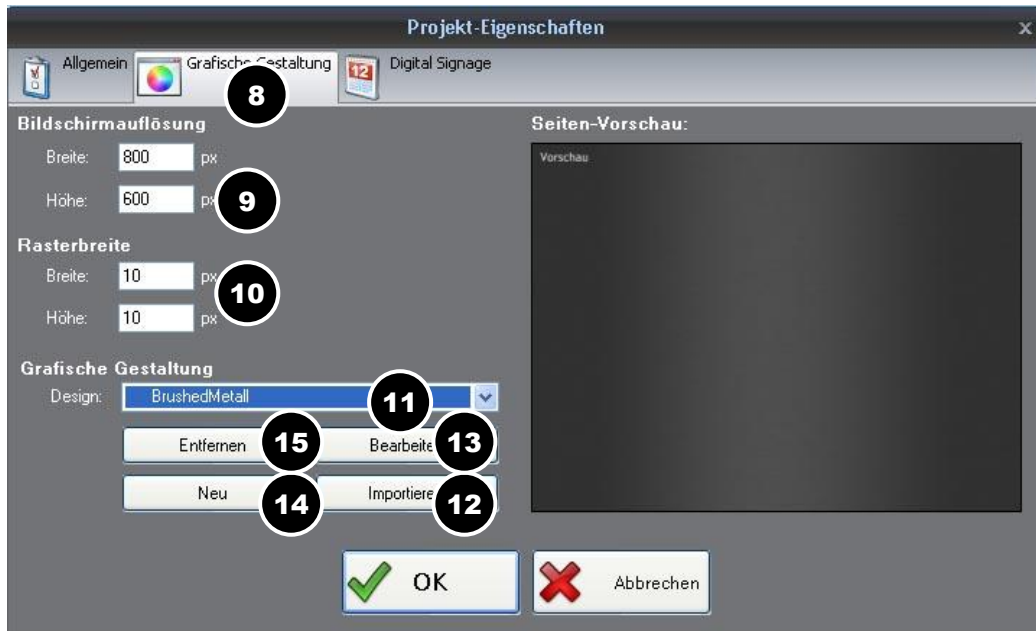 Projekt-Eigenschaften x
Allgemein Grafische Gestaltung Digital Signage
8
Bildschirmauflösung
Breite: 800 px
Höhe: 600 px
9
Rasterbreite
Breite: 10 px
10
Höhe: 10 px
Grafische Gestaltung
Design: BrushedMetall
11
Entfernen 15 Bearbeite 13
Neu 14 Importiere 12
Seiten-Vorschau:
Vorschau
OK Abbrechen